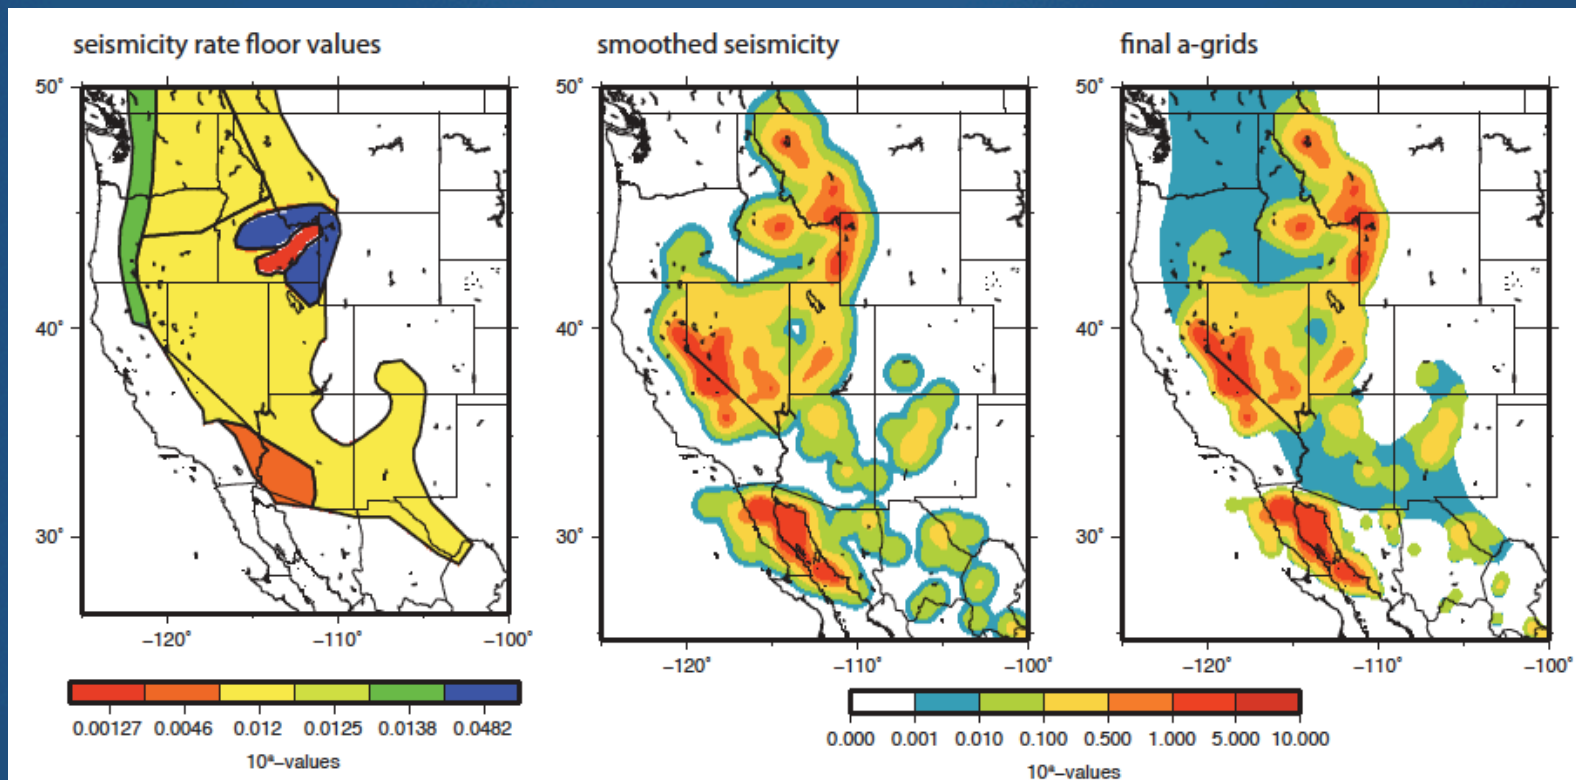 seismicity rate floor values
smoothed seismicity
final a-grids
50°
40°
30°
−120°
−110°
−100°
50°
40°
30°
−120°
−110°
−100°
50°
40°
30°
−120°
−110°
−100°
0.00127 0.0046 0.012 0.0125 0.0138 0.0482
10ᵃ−values
0.000 0.001 0.010 0.100 0.500 1.000 5.000 10.000
10ᵃ−values